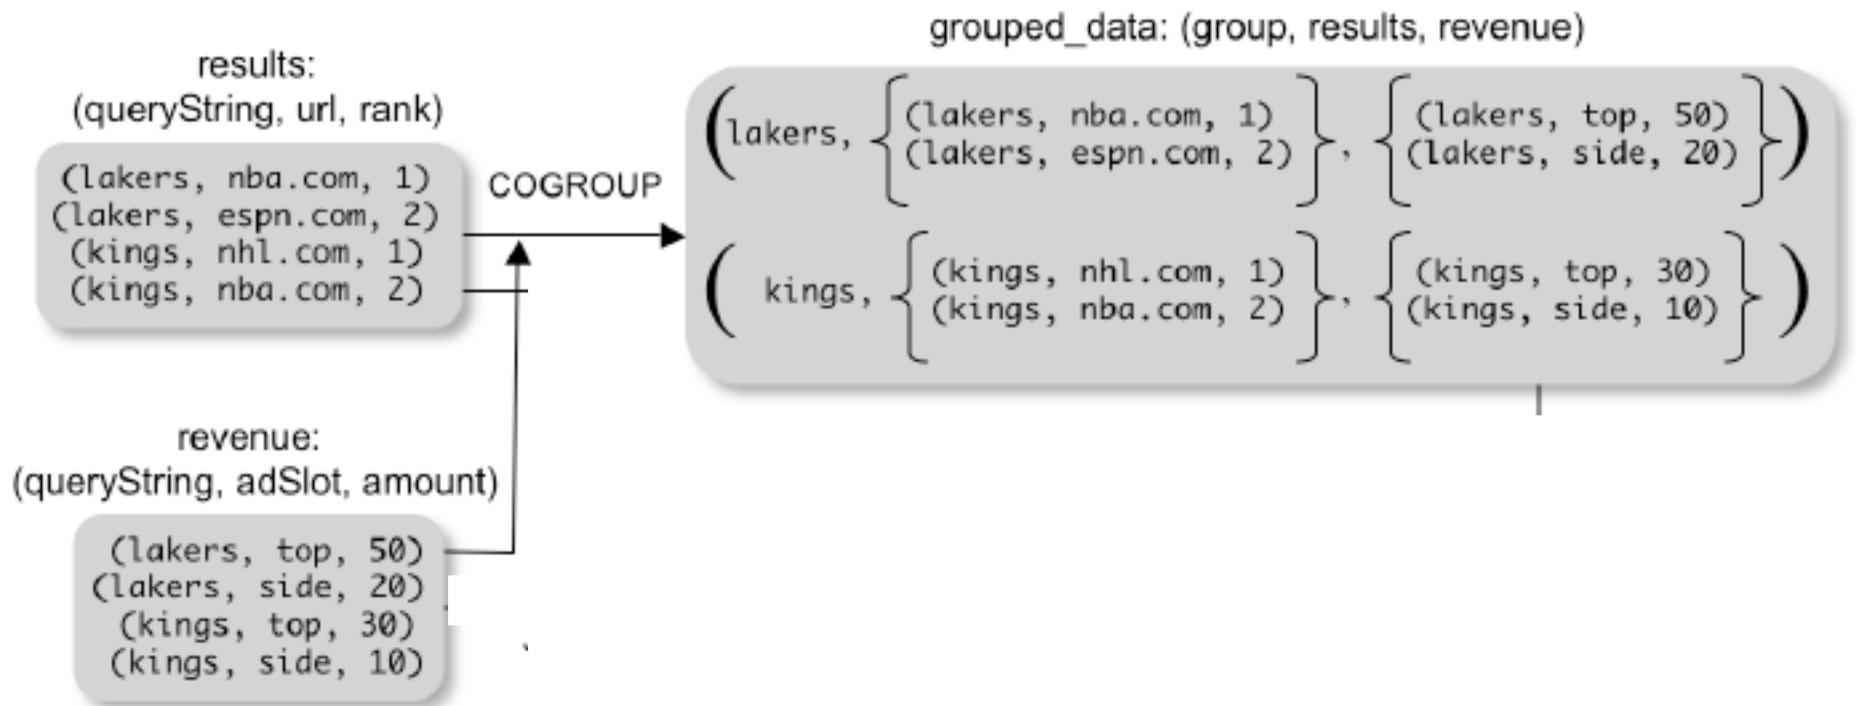 grouped_data: (group, results, revenue)
results:
(queryString, url, rank)
(lakers, nba.com, 1)
(lakers, espn.com, 2)
(kings, nhl.com, 1)
(kings, nba.com, 2)
COGROUP
(lakers, { (lakers, nba.com, 1) }, { (lakers, top, 50) })
(lakers, espn.com, 2) (lakers, side, 20)
( kings, { (kings, nhl.com, 1) }, { (kings, top, 30) } )
(kings, nba.com, 2) (kings, side, 10)
revenue:
(queryString, adSlot, amount)
(lakers, top, 50)
(lakers, side, 20)
(kings, top, 30)
(kings, side, 10)